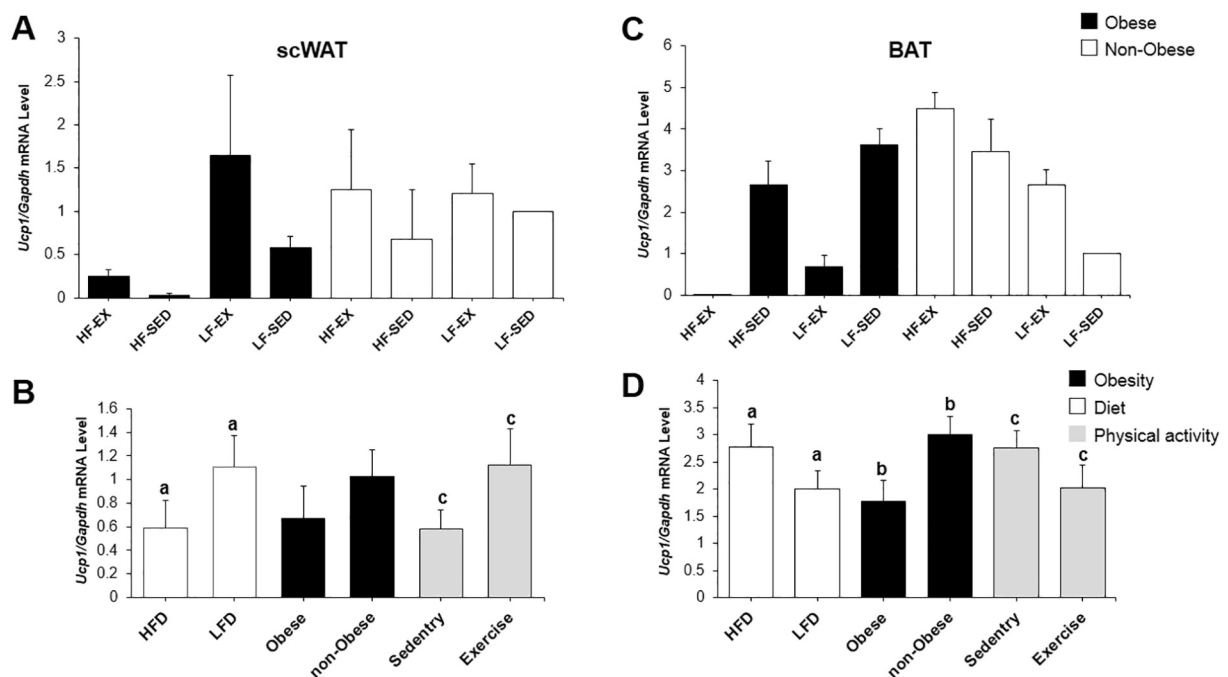 A
scWAT
Ucp1/Gapdh mRNA Level
3
2.5
2
1.5
1
0.5
0
HF-EX
HF-SED
LF-EX
LF-SED
HF-EX
HF-SED
LF-EX
LF-SED
C
BAT
Obese
Non-Obese
Ucp1/Gapdh mRNA Level
6
5
4
3
2
1
0
HF-EX
HF-SED
LF-EX
LF-SED
HF-EX
HF-SED
LF-EX
LF-SED
B
Ucp1/Gapdh mRNA Level
1.6
1.4
1.2
1
0.8
0.6
0.4
0.2
0
a
a
c
c
HFD
LFD
Obese
non-Obese
Sedentry
Exercise
D
Obesity
Diet
Physical activity
Ucp1/Gapdh mRNA Level
4
3.5
3
2.5
2
1.5
1
0.5
0
a
a
b
b
c
c
HFD
LFD
Obese
non-Obese
Sedentry
Exercise